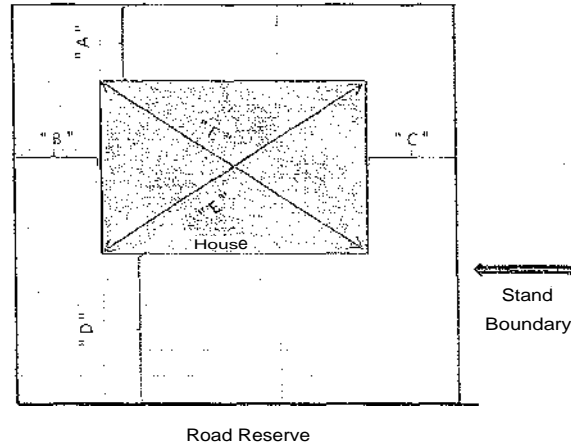 "A"
"B"
"F"
"C"
"E"
House
"D"
Stand
Boundary
Road Reserve